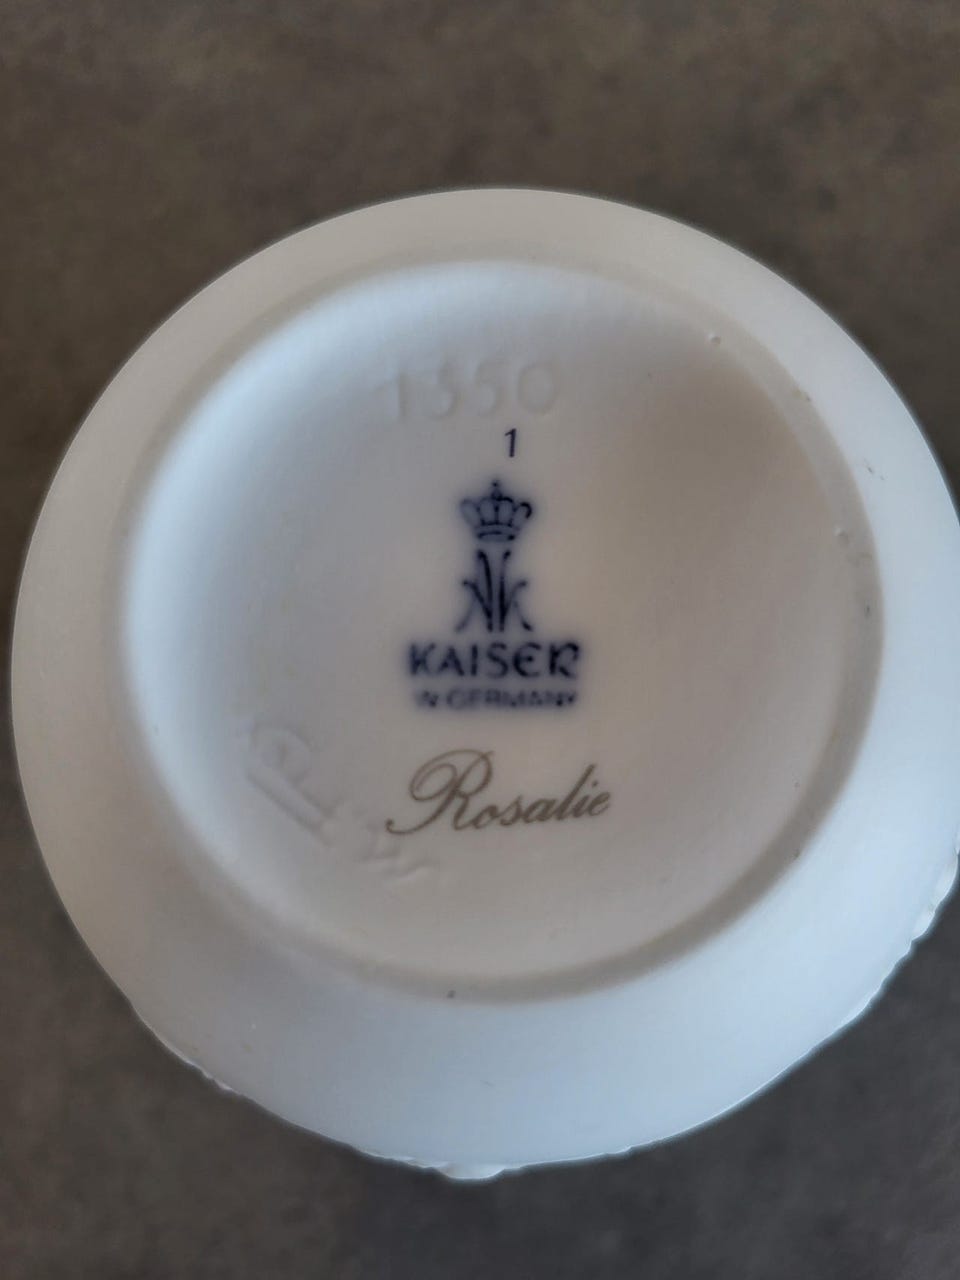 1350
1
KAISER
W. GERMANY
Rosalie